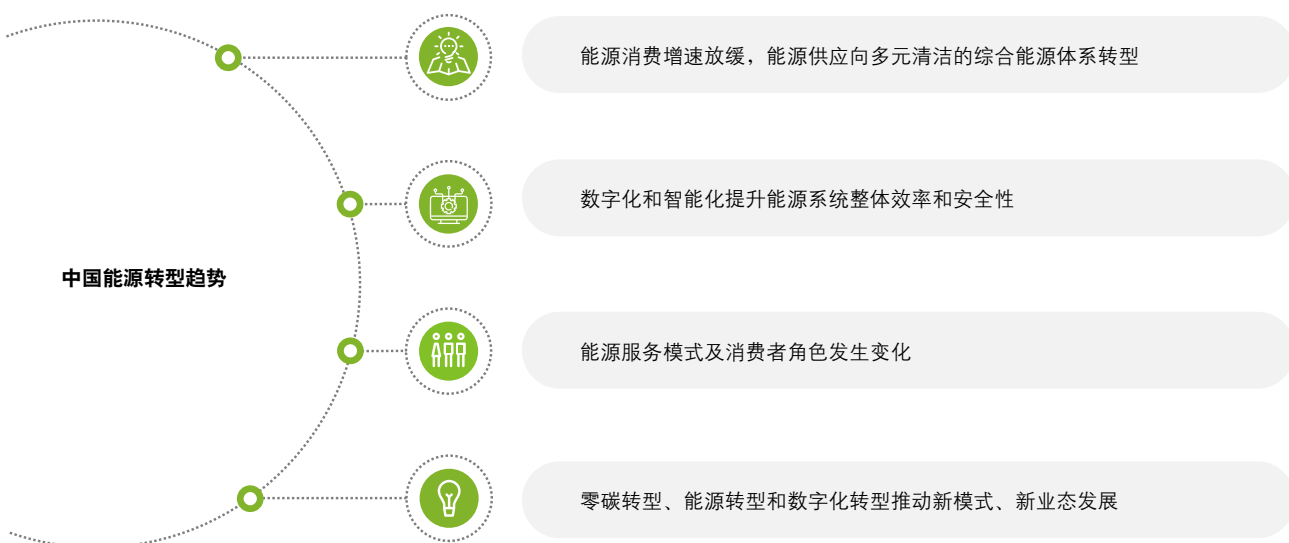 能源消费增速放缓，能源供应向多元清洁的综合能源体系转型
数字化和智能化提升能源系统整体效率和安全性
中国能源转型趋势
能源服务模式及消费者角色发生变化
零碳转型、能源转型和数字化转型推动新模式、新业态发展